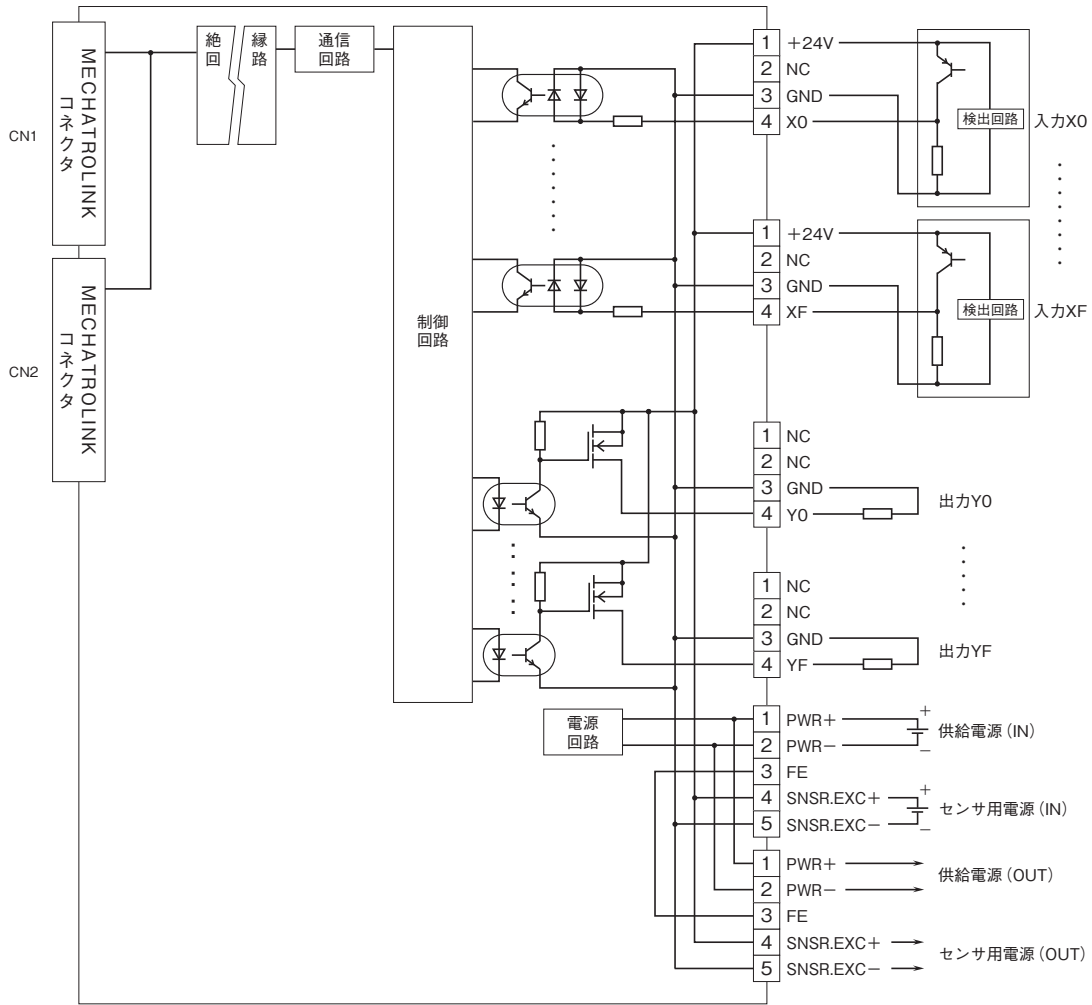 CN1
MECHATROLINK
コネクタ
CN2
MECHATROLINK
コネクタ
絶縁
回路
通信
回路
制御
回路
電源
回路
1 +24V
2 NC
3 GND
4 X0
検出回路
入力X0
1 +24V
2 NC
3 GND
4 XF
検出回路
入力XF
1 NC
2 NC
3 GND
4 Y0
出力Y0
1 NC
2 NC
3 GND
4 YF
出力YF
1 PWR+
2 PWR−
3 FE
4 SNSR.EXC+
5 SNSR.EXC−
+
−
供給電源(IN)
+
−
センサ用電源(IN)
1 PWR+
2 PWR−
3 FE
4 SNSR.EXC+
5 SNSR.EXC−
供給電源(OUT)
センサ用電源(OUT)